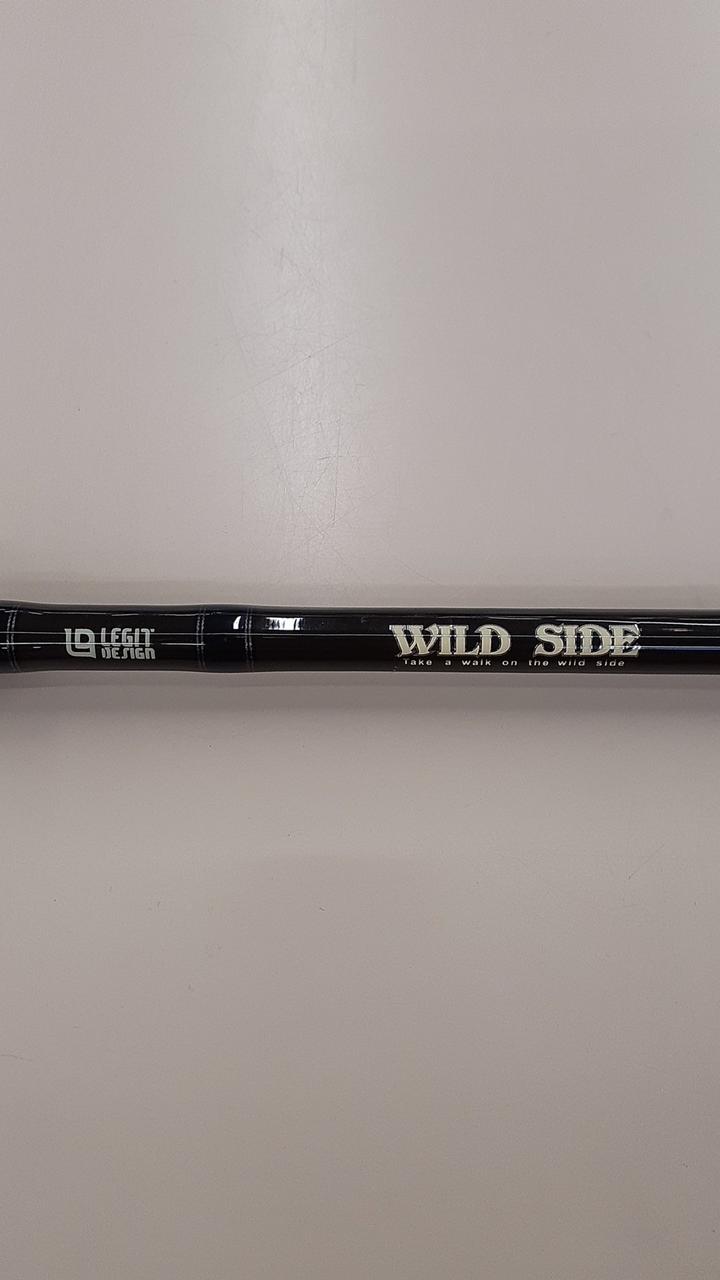 LEGIT
DESIGN
WILD SIDE
Take a walk on the wild side